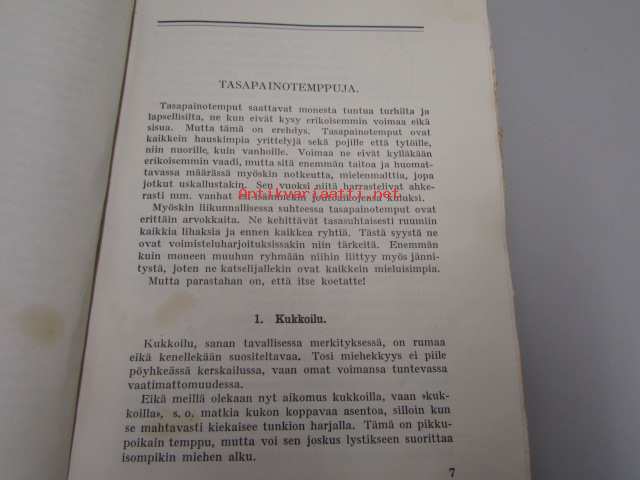 TASAPAINOTEMPPUJA.
Tasapainotemput saattavat monesta tuntua turhilta ja
lapsellisilta, ne kun eivät kysy erikoisemmin voimaa eikä
sisua. Mutta tämä on erehdys. Tasapainotemput ovat
kaikkein hauskimpia yrittelyjä sekä pojille että tytöille,
niin nuorille, kuin vanhoille. Voimaa ne eivät kylläkään
erikoisemmin vaadi, mutta sitä enemmän taitoa ja huomat-
tavassa määrässä myöskin notkeutta, mielenmalttia, jopa
jotkut uskallustakin. Sen vuoksi niitä harrastelivat ahke-
rasti mm. vanhat esi-isämmekin joutoaikojensa kuluksi.
Antikvariaatti.net
Myöskin liikunnallisessa suhteessa tasapainotemput ovat
erittäin arvokkaita. Ne kehittävät tasasuhtaisesti ruumiin
kaikkia lihaksia ja ennen kaikkea ryhtiä. Tästä syystä ne
ovat voimisteluharjoituksissakin niin tärkeitä. Enemmän
kuin moneen muuhun ryhmään niihin liittyy myös jänni-
tystä, joten ne katselijallekin ovat kaikkein mieluisimpia.
Mutta parastahan on, että itse koetatte!
1. Kukkoilu.
Kukkoilu, sanan tavallisessa merkityksessä, on rumaa
eikä kenellekään suositeltavaa. Tosi miehekkyys ei piile
pöyhkeässä kerskailussa, vaan omat voimansa tuntevassa
vaatimattomuudessa.
Eikä meillä olekaan nyt aikomus kukkoilla, vaan »kuk-
koilla», s. o. matkia kukon koppavaa asentoa, silloin kun
se mahtavasti kiekaisee tunkion harjalla. Tämä on pikku-
poikain temppu, mutta voi sen joskus lystikseen suorittaa
isompikin miehen alku.
7